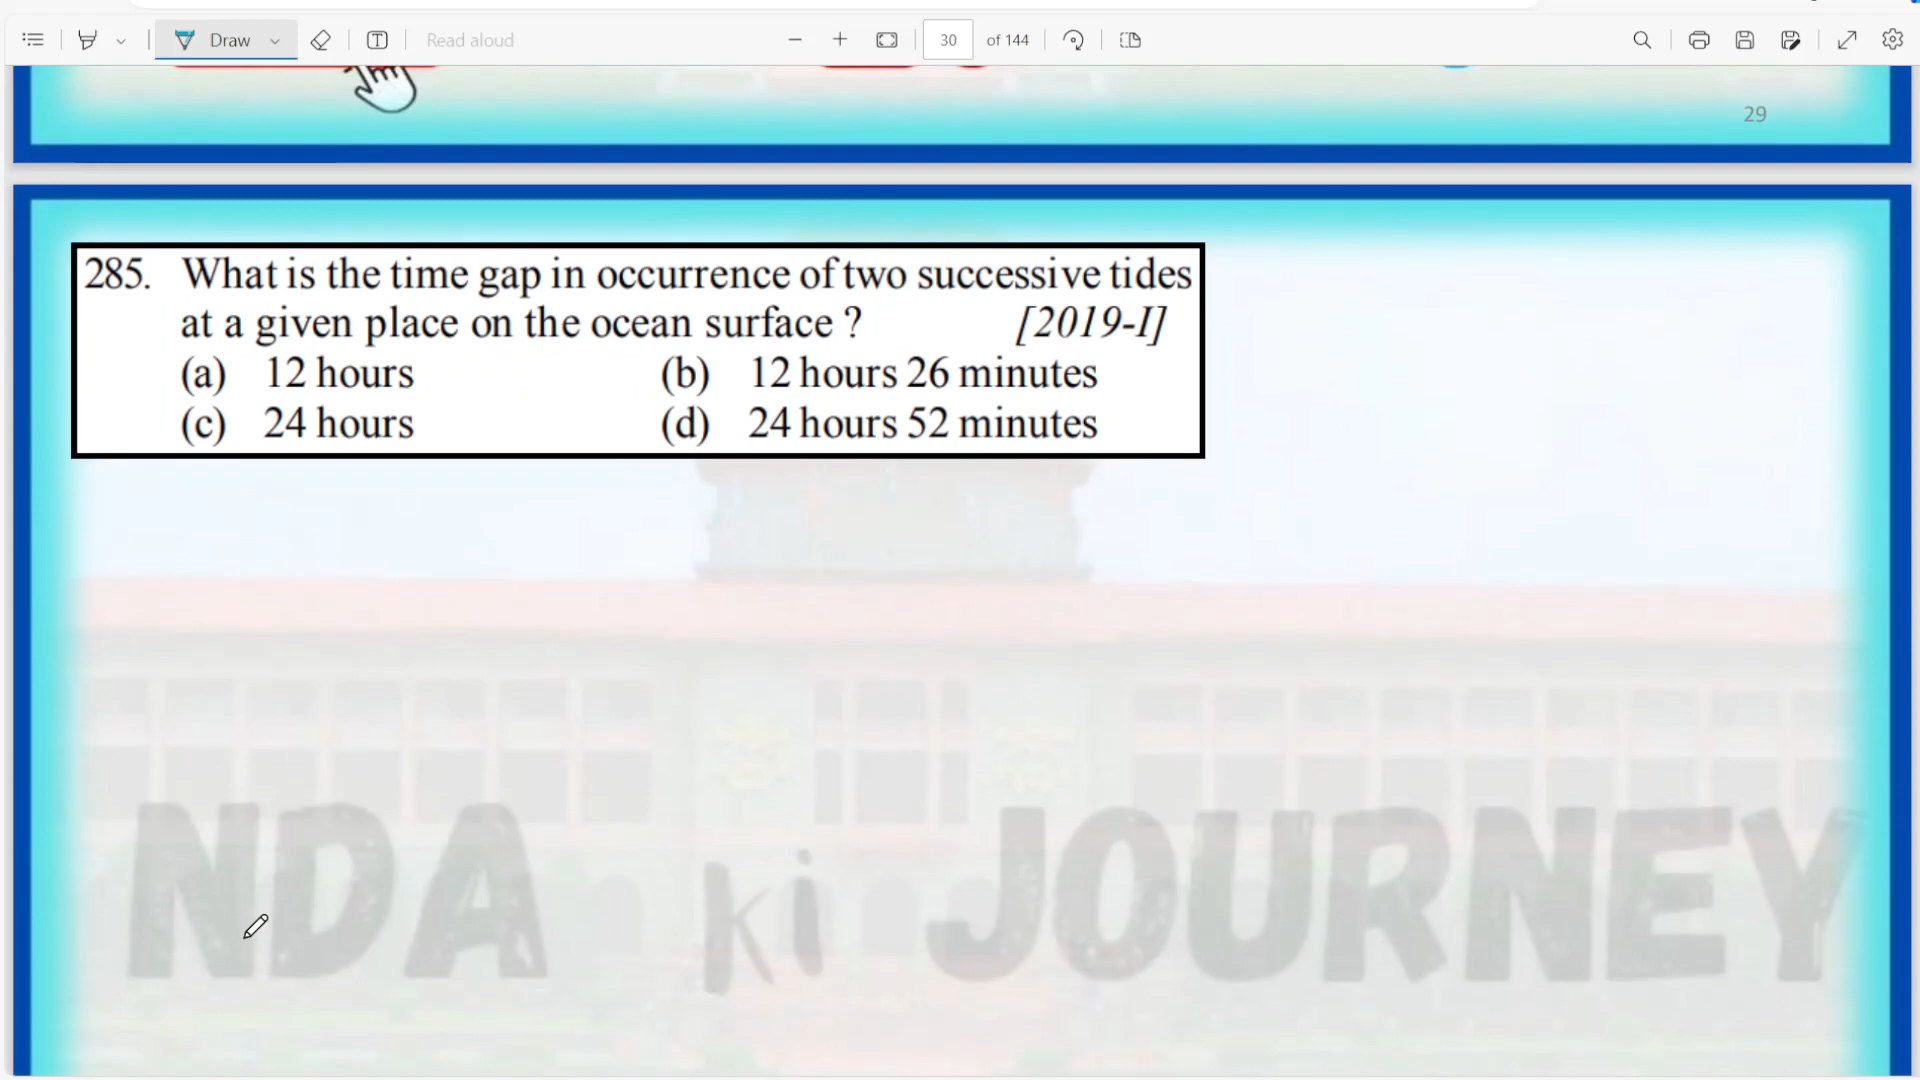 Draw
Read aloud
30 of 144
29
285. What is the time gap in occurrence of two successive tides
at a given place on the ocean surface ? [2019-I]
(a) 12 hours (b) 12 hours 26 minutes
(c) 24 hours (d) 24 hours 52 minutes
NDA ki JOURNEY